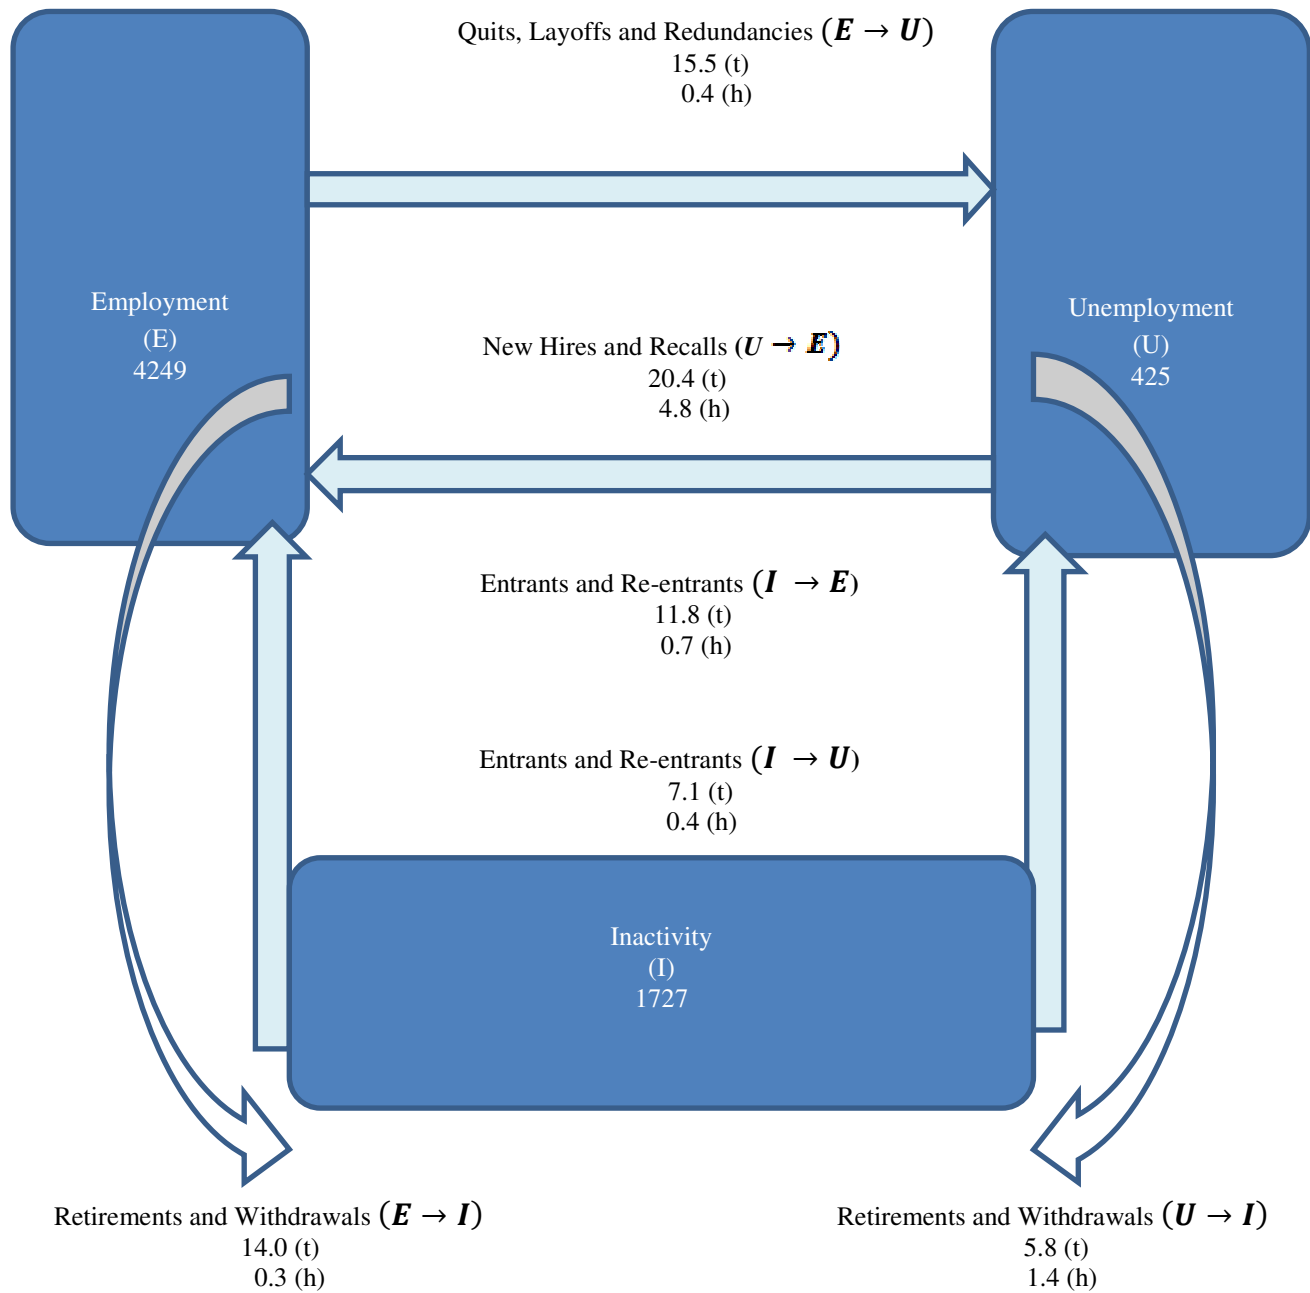 Quits, Layoffs and Redundancies (E → U)
15.5 (t)
0.4 (h)
Employment
(E)
4249
Unemployment
(U)
425
New Hires and Recalls (U → E)
20.4 (t)
4.8 (h)
Entrants and Re-entrants (I → E)
11.8 (t)
0.7 (h)
Entrants and Re-entrants (I → U)
7.1 (t)
0.4 (h)
Inactivity
(I)
1727
Retirements and Withdrawals (E → I)
14.0 (t)
0.3 (h)
Retirements and Withdrawals (U → I)
5.8 (t)
1.4 (h)